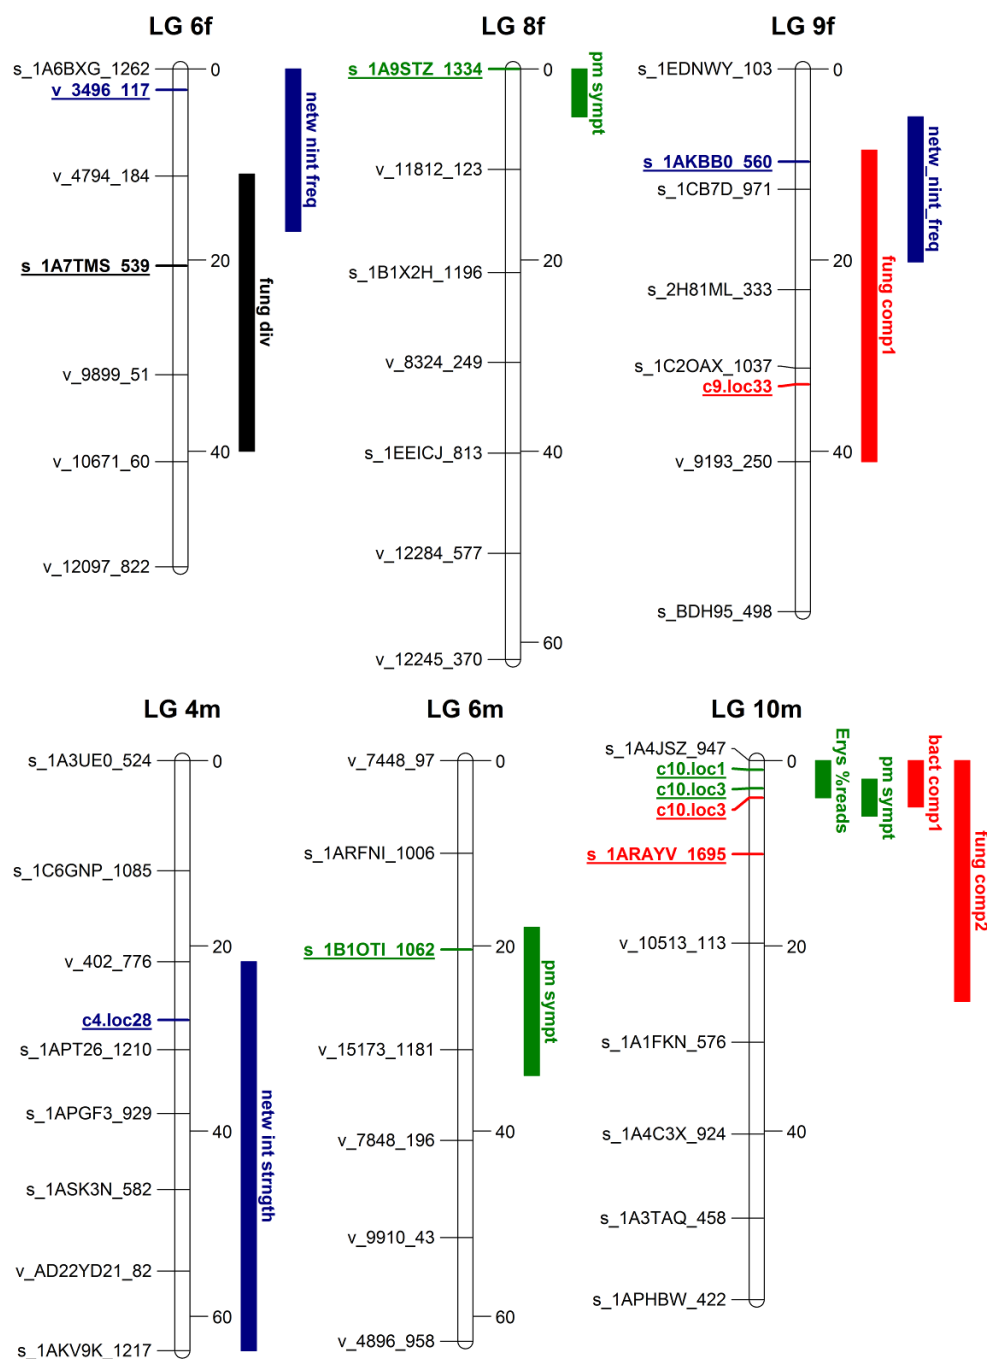 LG 6f
s_1A6BXG_1262
v_3496_117
v_4794_184
s_1A7TMS_539
v_9899_51
v_10671_60
v_12097_822
0
20
40
netw nint freq
fung div
LG 8f
s_1A9STZ_1334
v_11812_123
s_1B1X2H_1196
v_8324_249
s_1EEICJ_813
v_12284_577
v_12245_370
0
20
40
60
pm sympt
LG 9f
s_1EDNWY_103
s_1AKBB0_560
s_1CB7D_971
s_2H81ML_333
s_1C2OAX_1037
c9.loc33
v_9193_250
s_BDH95_498
0
20
40
netw_nint_freq
fung comp1
LG 4m
s_1A3UE0_524
s_1C6GNP_1085
v_402_776
c4.loc28
s_1APT26_1210
s_1APGF3_929
s_1ASK3N_582
v_AD22YD21_82
s_1AKV9K_1217
0
20
40
60
netw int strngth
LG 6m
v_7448_97
s_1ARFNI_1006
s_1B1OTI_1062
v_15173_1181
v_7848_196
v_9910_43
v_4896_958
0
20
40
60
pm sympt
LG 10m
s_1A4JSZ_947
c10.loc1
c10.loc3
c10.loc3
s_1ARAYV_1695
v_10513_113
s_1A1FKN_576
s_1A4C3X_924
s_1A3TAQ_458
s_1APHBW_422
0
20
40
Erys %reads
pm sympt
bact comp1
fung comp2